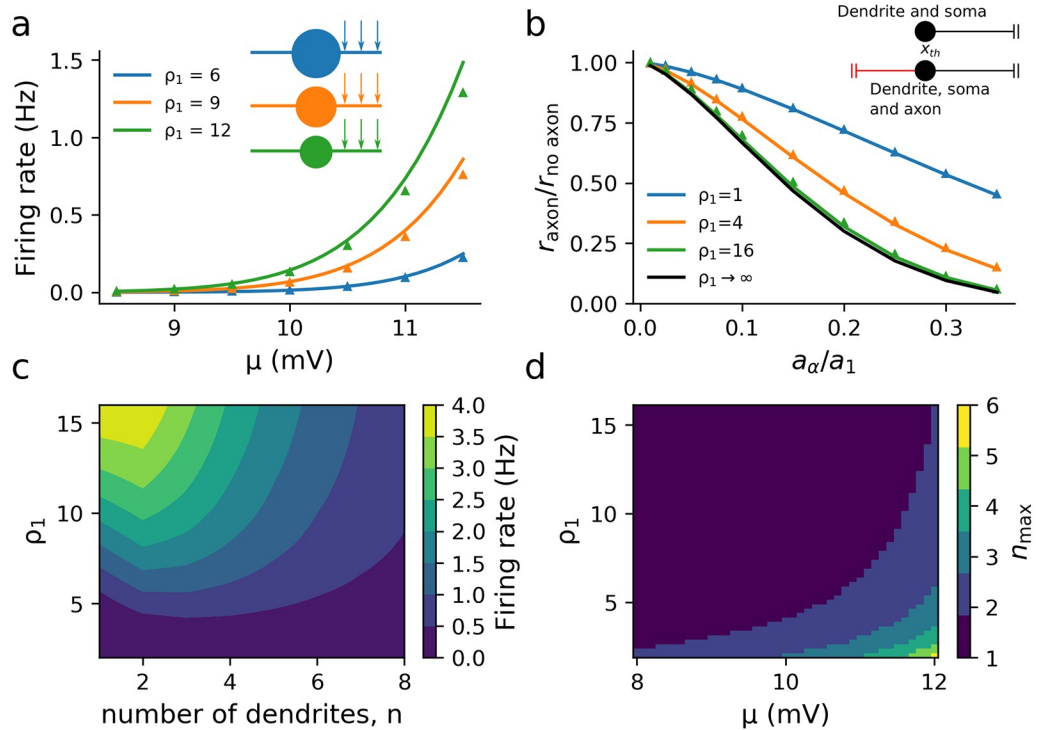 a
Firing rate (Hz)
1.5
1.0
0.5
0.0
ρ₁ = 6
ρ₁ = 9
ρ₁ = 12
9
10
11
μ (mV)
b
r_axon/r_no axon
1.00
0.75
0.50
0.25
0.00
Dendrite and soma
x_th
Dendrite, soma
and axon
ρ₁=1
ρ₁=4
ρ₁=16
ρ₁→∞
0.0
0.1
0.2
0.3
a_α/a₁
c
ρ₁
15
10
5
2
4
6
8
number of dendrites, n
4.0
3.5
3.0
2.5
2.0
1.5
1.0
0.5
0.0
Firing rate (Hz)
d
ρ₁
15
10
5
8
10
12
μ (mV)
6
5
4
3
2
1
n_max